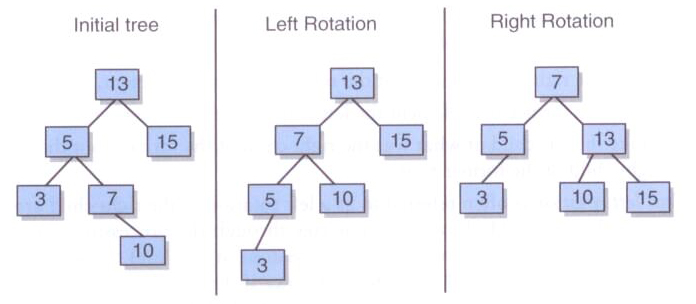 Initial tree
13
5 15
3 7
10
Left Rotation
13
7 15
5 10
3
Right Rotation
7
5 13
3 10 15